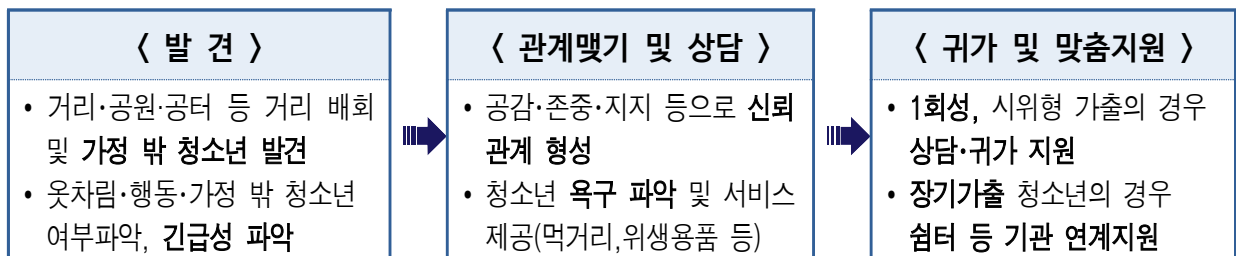 〈 발 견 〉
• 거리·공원·공터 등 거리 배회
및 가정 밖 청소년 발견
• 옷차림·행동·가정 밖 청소년
여부파악, 긴급성 파악
〈 관계맺기 및 상담 〉
• 공감·존중·지지 등으로 신뢰
관계 형성
• 청소년 욕구 파악 및 서비스
제공(먹거리,위생용품 등)
〈 귀가 및 맞춤지원 〉
• 1회성, 시위형 가출의 경우
상담·귀가 지원
• 장기가출 청소년의 경우
쉼터 등 기관 연계지원